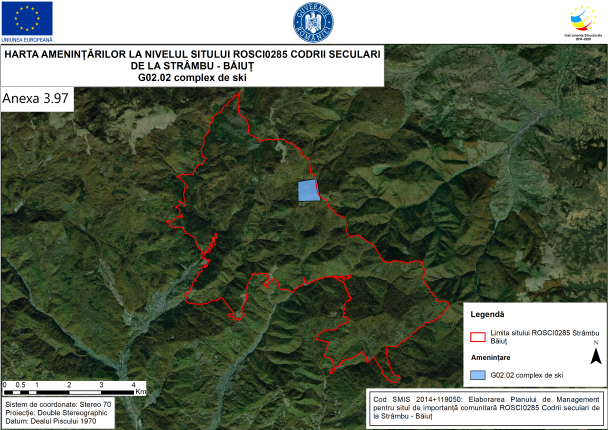 UNIUNEA EUROPEANĂ
GUVERNUL ROMÂNIEI
Instrumente Structurale
2014-2020
HARTA AMENINȚĂRILOR LA NIVELUL SITULUI ROSCI0285 CODRII SECULARI
DE LA STRÂMBU - BĂIUȚ
G02.02 complex de ski
Anexa 3.97
Legendă
Limita sitului ROSCI0285 Strâmbu
Băiuț
Amenințare
G02.02 complex de ski
N
0 0.5 1 2 3 4
Km
Sistem de coordonate: Stereo 70
Proiecție: Double Stereographic
Datum: Dealul Piscului 1970
Cod SMIS 2014+119050: Elaborarea Planului de Management
pentru situl de importanță comunitară ROSCI0285 Codrii seculari de
la Strâmbu - Băiuț